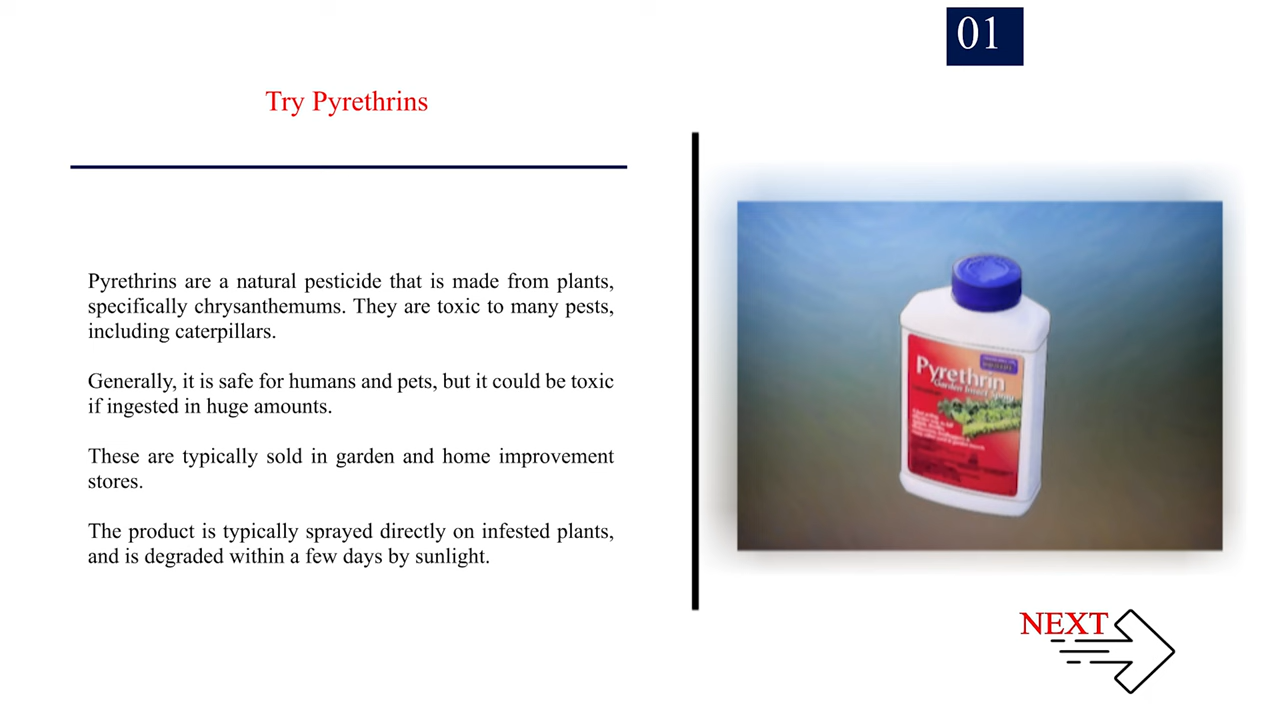 01
Try Pyrethrins
Pyrethrins are a natural pesticide that is made from plants,
specifically chrysanthemums. They are toxic to many pests,
including caterpillars.
Generally, it is safe for humans and pets, but it could be toxic
if ingested in huge amounts.
These are typically sold in garden and home improvement
stores.
The product is typically sprayed directly on infested plants,
and is degraded within a few days by sunlight.
Pyrethrin
Garden Insect Spray
NEXT